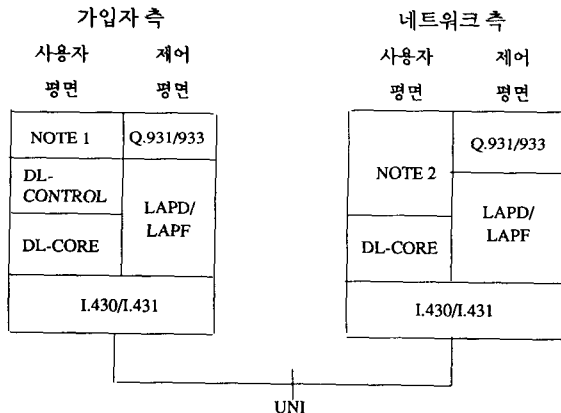 가입자 측
사용자 제어
평면 평면
NOTE 1 Q.931/933
DL-
CONTROL
LAPD/
LAPF
DL-CORE
I.430/I.431
네트워크 측
사용자 제어
평면 평면
Q.931/933
NOTE 2
LAPD/
LAPF
DL-CORE
I.430/I.431
UNI